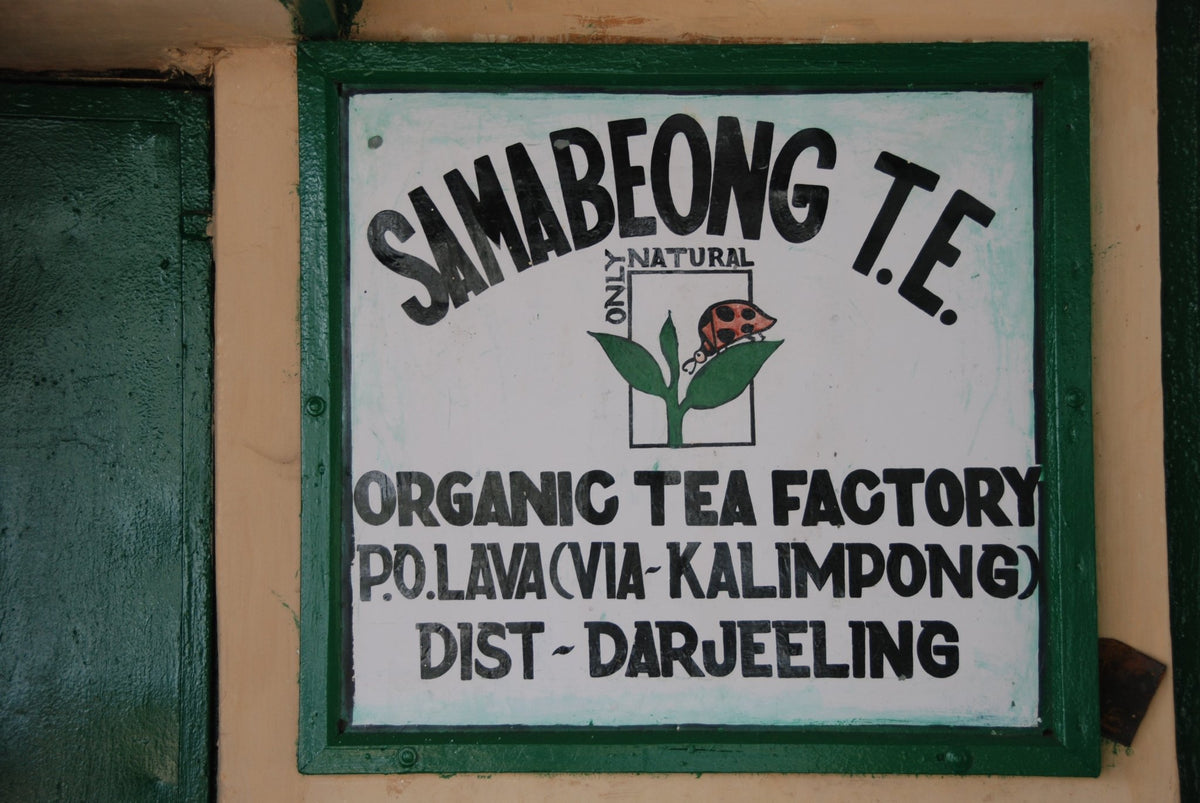 SAMABEONG T.E.
ONLY NATURAL
ORGANIC TEA FACTORY
P.O.LAVA(VIA-KALIMPONG)
DIST-DARJEELING